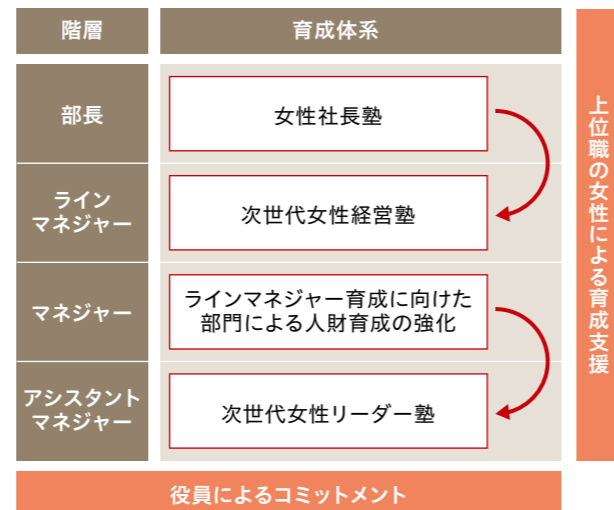 階層
育成体系
部長
女性社長塾
ライン
マネジャー
次世代女性経営塾
マネジャー
ラインマネジャー育成に向けた
部門による人財育成の強化
アシスタント
マネジャー
次世代女性リーダー塾
上位職の女性による育成支援
役員によるコミットメント